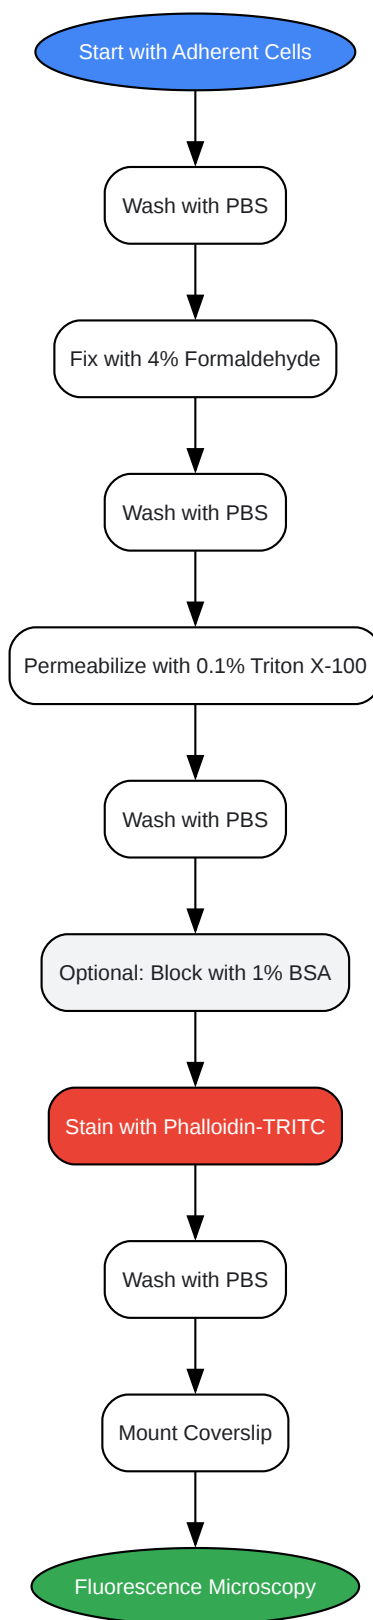 Start with Adherent Cells
Wash with PBS
Fix with 4% Formaldehyde
Wash with PBS
Permeabilize with 0.1% Triton X-100
Wash with PBS
Optional: Block with 1% BSA
Stain with Phalloidin-TRITC
Wash with PBS
Mount Coverslip
Fluorescence Microscopy